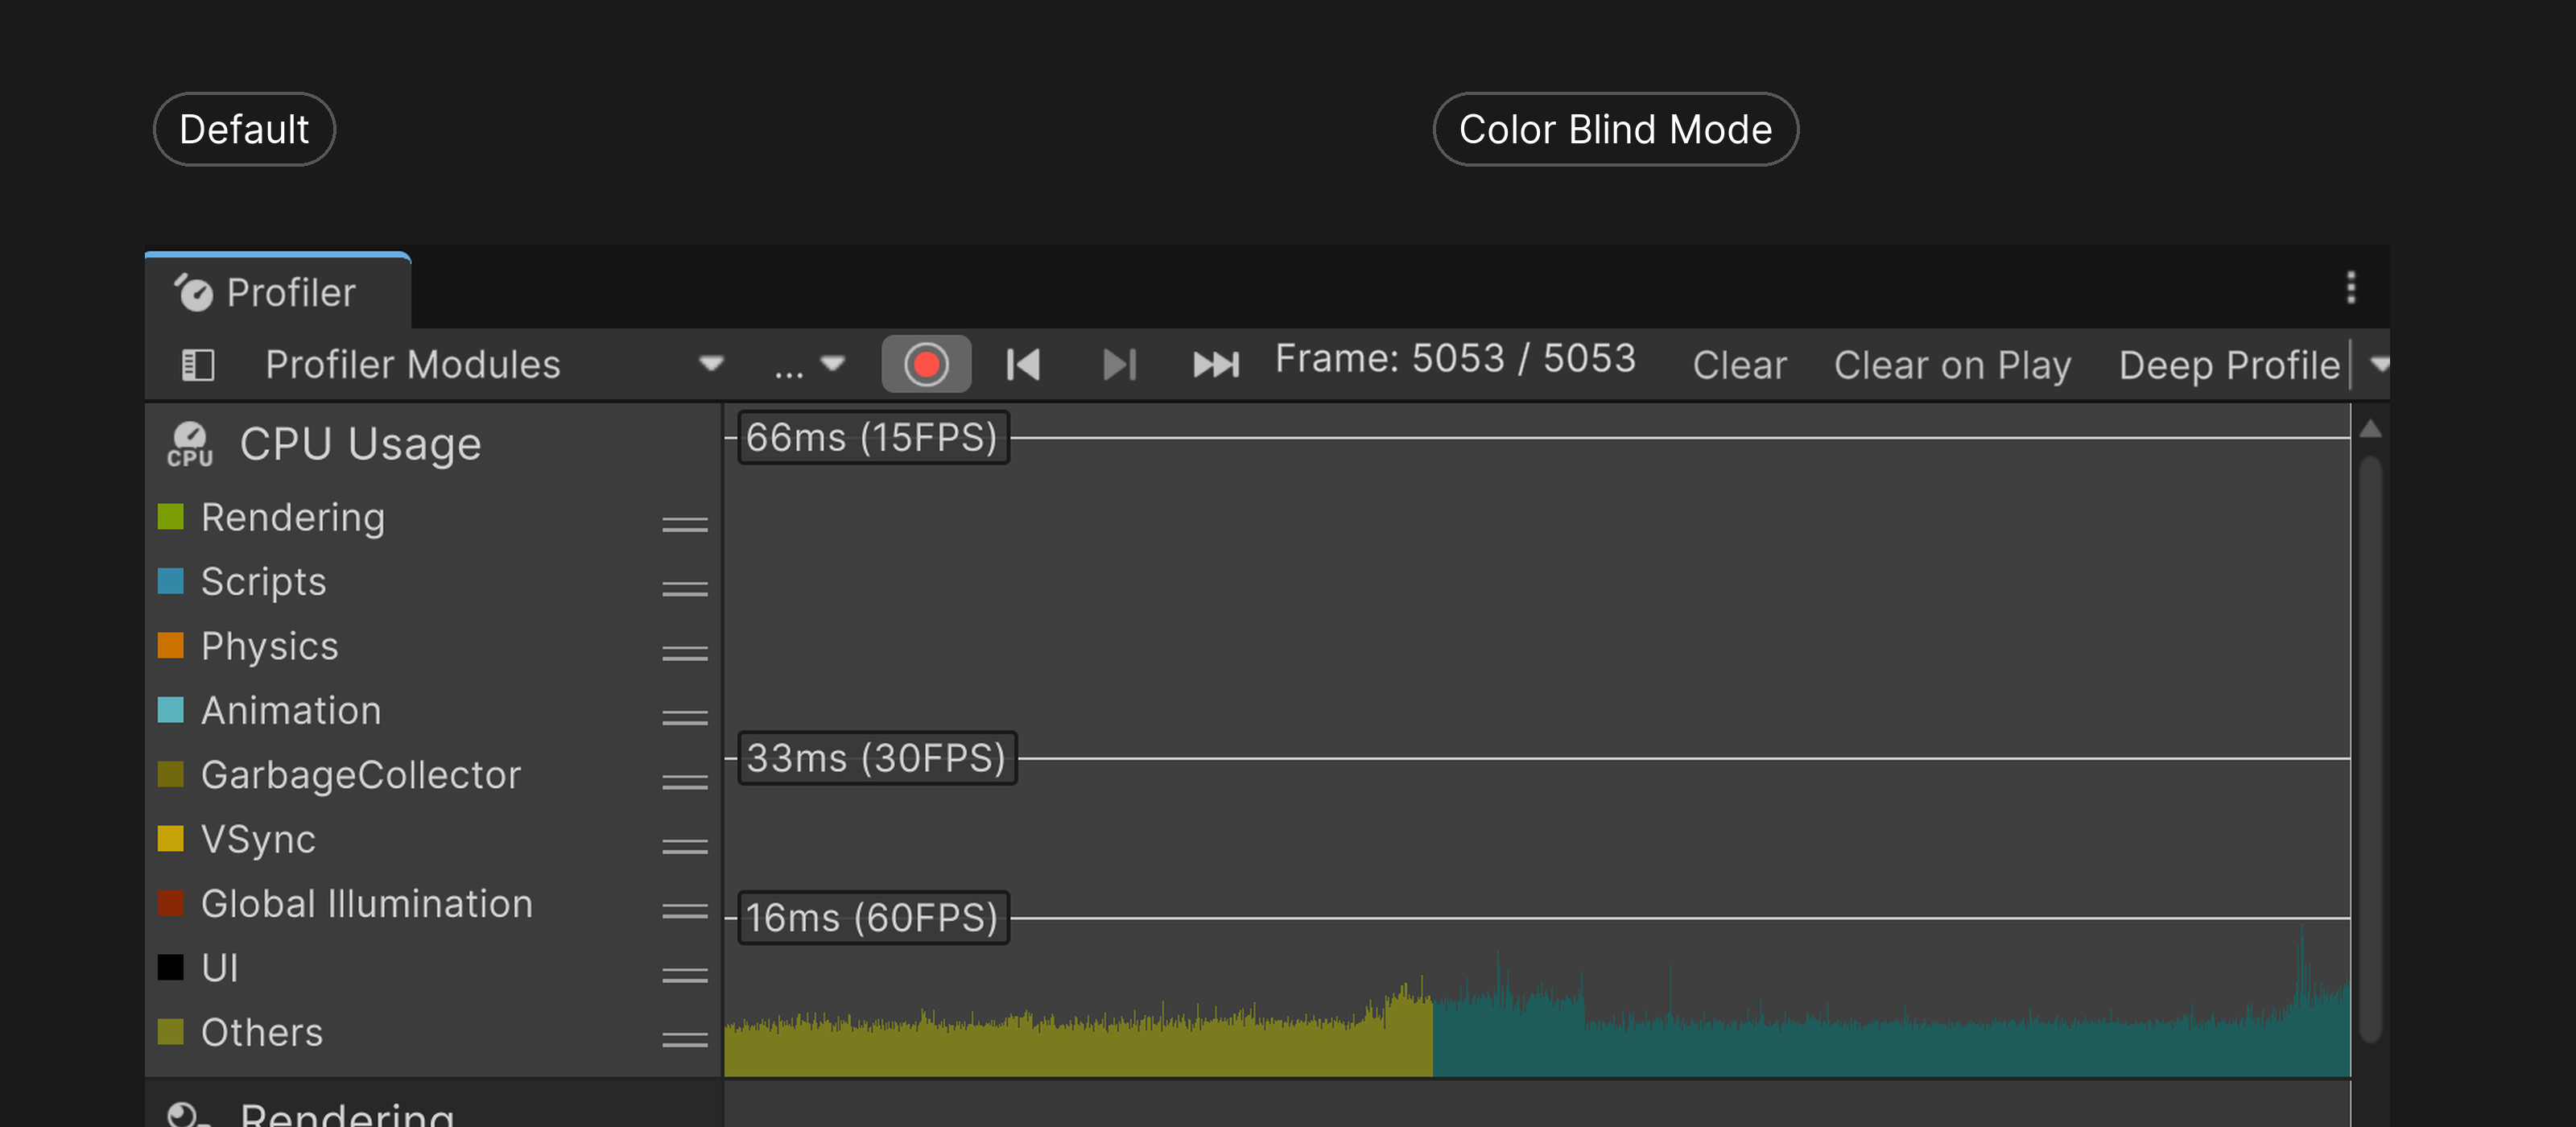 Default
Color Blind Mode
Profiler
Profiler Modules ... Frame: 5053 / 5053 Clear Clear on Play Deep Profile
CPU CPU Usage
Rendering
Scripts
Physics
Animation
GarbageCollector
VSync
Global Illumination
UI
Others
66ms (15FPS)
33ms (30FPS)
16ms (60FPS)
Rendering